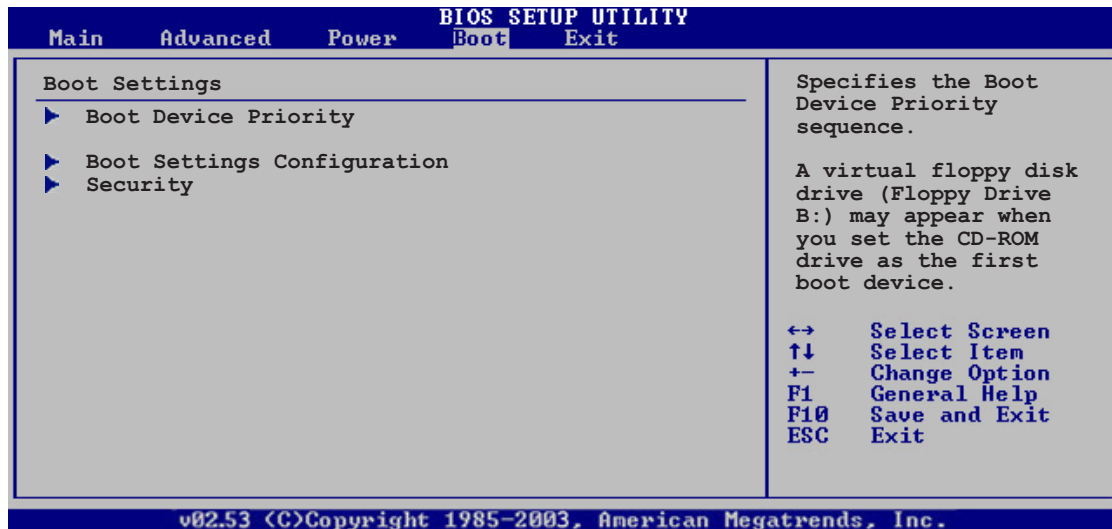 BIOS SETUP UTILITY
Main Advanced Power Boot Exit
Boot Settings
Boot Device Priority
Boot Settings Configuration
Security
Specifies the Boot
Device Priority
sequence.
A virtual floppy disk
drive (Floppy Drive
B:) may appear when
you set the CD-ROM
drive as the first
boot device.
←→ Select Screen
↑↓ Select Item
+- Change Option
F1 General Help
F10 Save and Exit
ESC Exit
v02.53 (C)Copyright 1985-2003, American Megatrends, Inc.